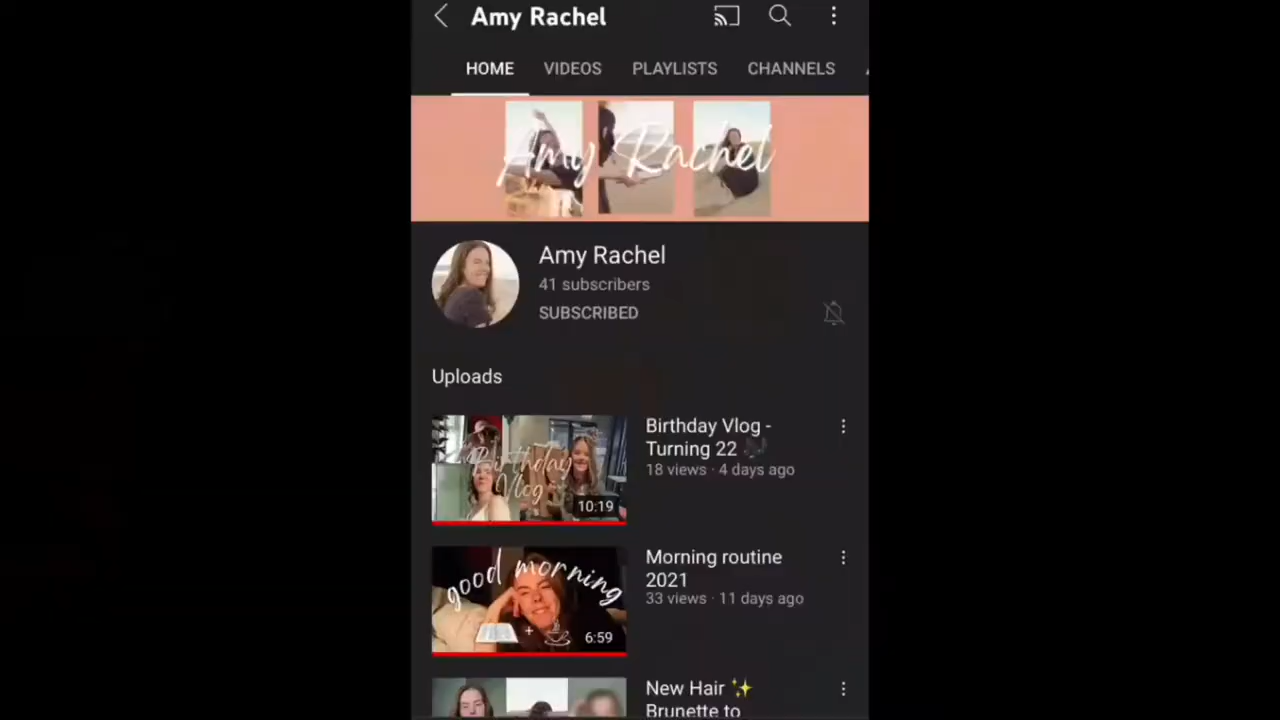 Amy Rachel
HOME VIDEOS PLAYLISTS CHANNELS
Amy Rachel
Amy Rachel
41 subscribers
SUBSCRIBED
Uploads
Birthday
Vlog
10:19
Birthday Vlog -
Turning 22
18 views · 4 days ago
good morning
+
6:59
Morning routine
2021
33 views · 11 days ago
New Hair ✨
Brunette to